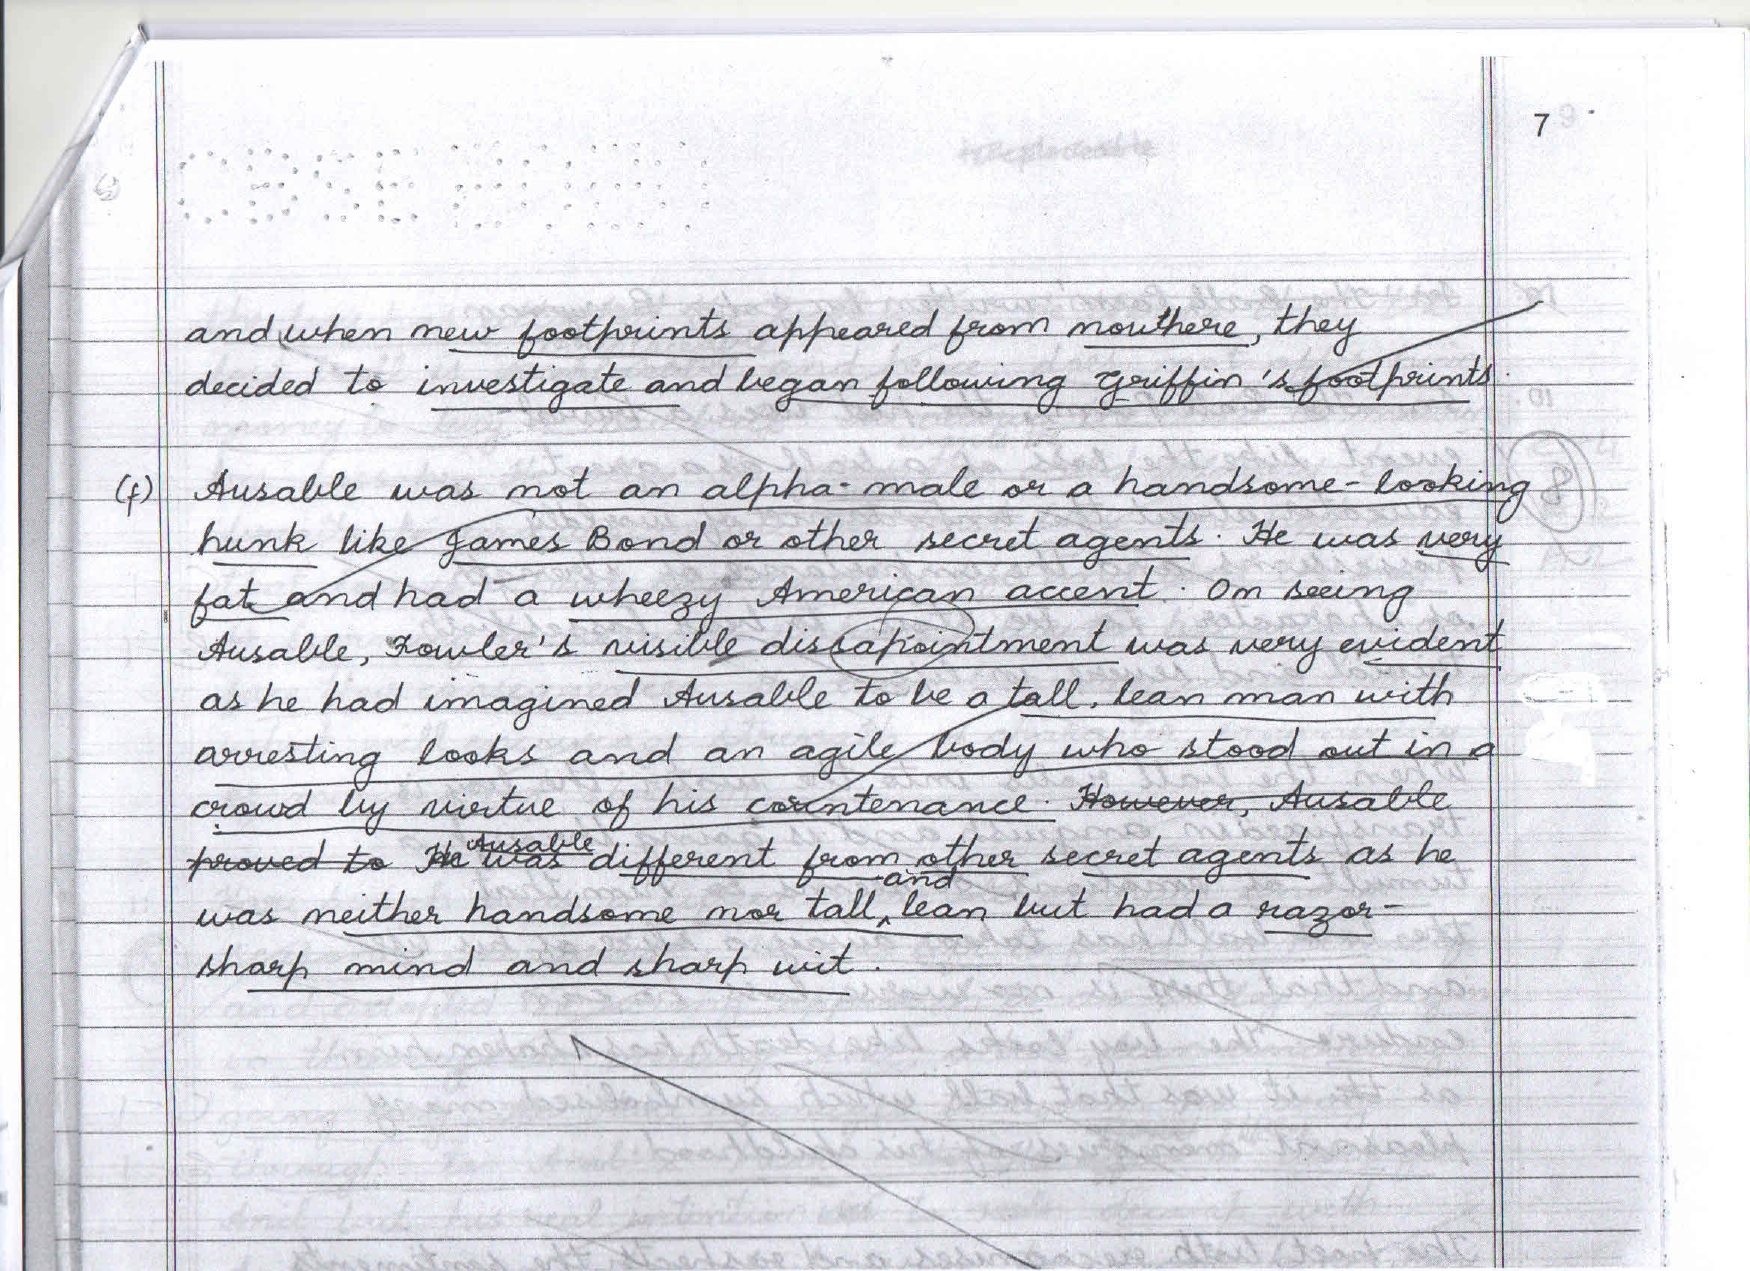 7
and when new footprints appeared from nowhere, they
decided to investigate and began following Griffin's footprints.
(f) Ausable was not an alpha-male or a handsome-looking
hunk like James Bond or other secret agents. He was very
fat and had a wheezy American accent. On seeing
Ausable, Fowler's visible dissapointment was very evident
as he had imagined Ausable to be a tall, lean man with
arresting looks and an agile body who stood out in a
crowd by virtue of his countenance. However, Ausable
proved to He Ausable was different from other secret agents as he
was neither handsome nor tall and lean but had a razor-
sharp mind and sharp wit.